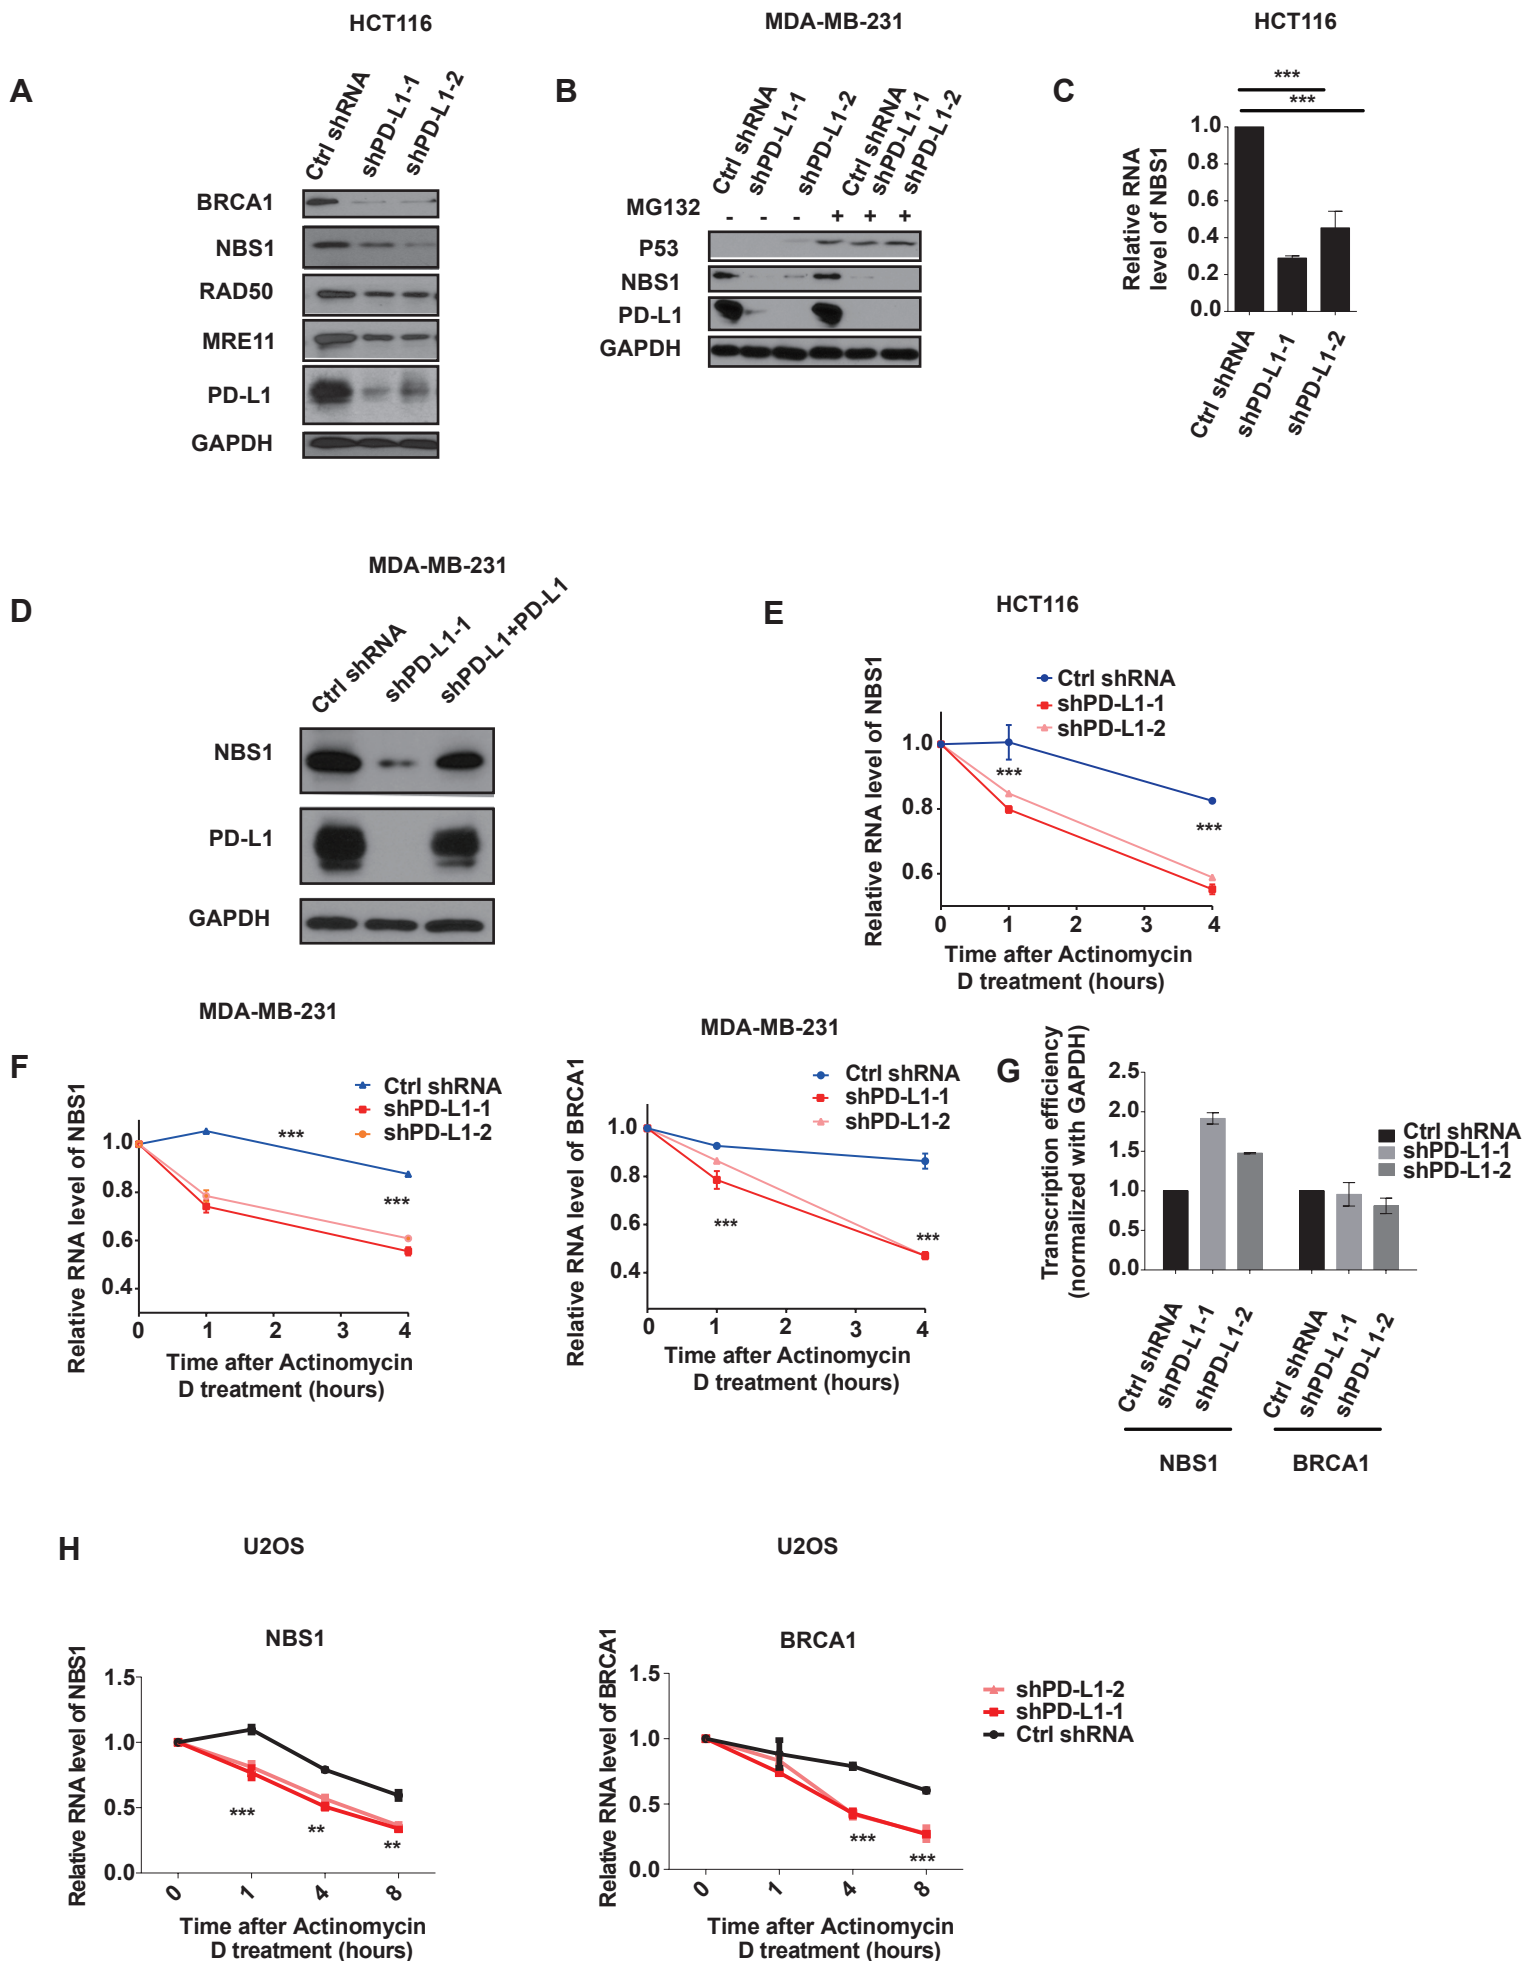 HCT116
A
Ctrl shRNA
shPD-L1-1
shPD-L1-2
BRCA1
NBS1
RAD50
MRE11
PD-L1
GAPDH
MDA-MB-231
B
Ctrl shRNA
shPD-L1-1
shPD-L1-2
Ctrl shRNA
shPD-L1-1
shPD-L1-2
MG132 - - - + + +
P53
NBS1
PD-L1
GAPDH
HCT116
C
***
***
Relative RNA
level of NBS1
1.0
0.8
0.6
0.4
0.2
0.0
Ctrl shRNA
shPD-L1-1
shPD-L1-2
MDA-MB-231
D
Ctrl shRNA
shPD-L1-1
shPD-L1+PD-L1
NBS1
PD-L1
GAPDH
E
HCT116
Ctrl shRNA
shPD-L1-1
shPD-L1-2
Relative RNA level of NBS1
1.0
0.8
0.6
***
***
0 1 2 3 4
Time after Actinomycin
D treatment (hours)
MDA-MB-231
F
Ctrl shRNA
shPD-L1-1
shPD-L1-2
Relative RNA level of NBS1
1.0
0.8
0.6
0.4
***
***
0 1 2 3 4
Time after Actinomycin
D treatment (hours)
MDA-MB-231
Ctrl shRNA
shPD-L1-1
shPD-L1-2
Relative RNA level of BRCA1
1.0
0.8
0.6
0.4
***
***
0 1 2 3 4
Time after Actinomycin
D treatment (hours)
G
Transcription efficiency
(normalized with GAPDH)
2.5
2.0
1.5
1.0
0.5
0.0
Ctrl shRNA
shPD-L1-1
shPD-L1-2
Ctrl shRNA
shPD-L1-1
shPD-L1-2
Ctrl shRNA
shPD-L1-1
shPD-L1-2
NBS1
BRCA1
H
U2OS
NBS1
Relative RNA level of NBS1
1.5
1.0
0.5
0.0
***
**
**
0 1 4 8
Time after Actinomycin
D treatment (hours)
U2OS
BRCA1
Relative RNA level of BRCA1
1.5
1.0
0.5
0.0
***
***
0 1 4 8
Time after Actinomycin
D treatment (hours)
shPD-L1-2
shPD-L1-1
Ctrl shRNA